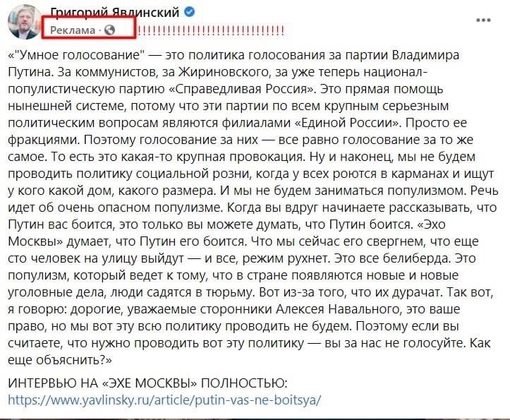 Григорий Явлинский
Реклама · !!!!!!!!!!!!!!!!!!!!!!!!!!!!!
«"Умное голосование" — это политика голосования за партии Владимира
Путина. За коммунистов, за Жириновского, за уже теперь национал-
популистическую партию «Справедливая Россия». Это прямая помощь
нынешней системе, потому что эти партии по всем крупным серьезным
политическим вопросам являются филиалами «Единой России». Просто ее
фракциями. Поэтому голосование за них — все равно голосование за то же
самое. То есть это какая-то крупная провокация. Ну и наконец, мы не будем
проводить политику социальной розни, когда у всех роются в карманах и ищут
у кого какой дом, какого размера. И мы не будем заниматься популизмом. Речь
идет об очень опасном популизме. Когда вы вдруг начинаете рассказывать, что
Путин вас боится, это только вы можете думать, что Путин боится. «Эхо
Москвы» думает, что Путин его боится. Что мы сейчас его свергнем, что еще
сто человек на улицу выйдут — и все, режим рухнет. Это все белиберда. Это
популизм, который ведет к тому, что в стране появляются новые и новые
уголовные дела, люди садятся в тюрьму. Вот из-за того, что их дурачат. Так вот,
я говорю: дорогие, уважаемые сторонники Алексея Навального, это ваше
право, но мы вот эту всю политику проводить не будем. Поэтому если вы
считаете, что нужно проводить вот эту политику — вы за нас не голосуйте. Как
еще объяснить?»
ИНТЕРВЬЮ НА «ЭХЕ МОСКВЫ» ПОЛНОСТЬЮ:
https://www.yavlinsky.ru/article/putin-vas-ne-boitsya/